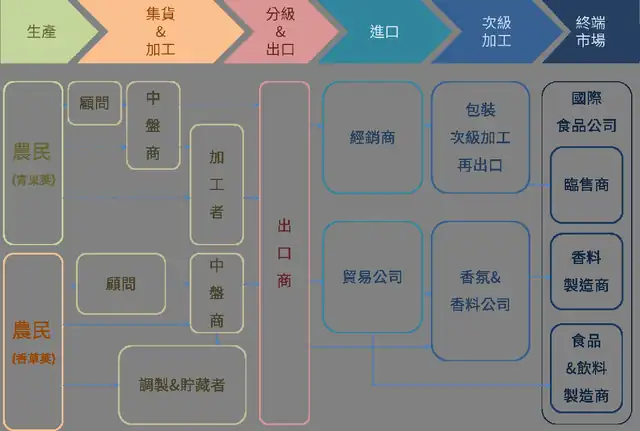 生產
集貨
&
加工
分級
&
出口
進口
次級
加工
終端
市場
農民
(青果莢)
顧問
中
盤
商
加
工
者
農民
(香草莢)
顧問
中
盤
商
調製&貯藏者
出
口
商
經銷商
貿易公司
包裝
次級加工
再出口
香氛&
香料公司
國際
食品公司
臨售商
香料
製造商
食品
&飲料
製造商